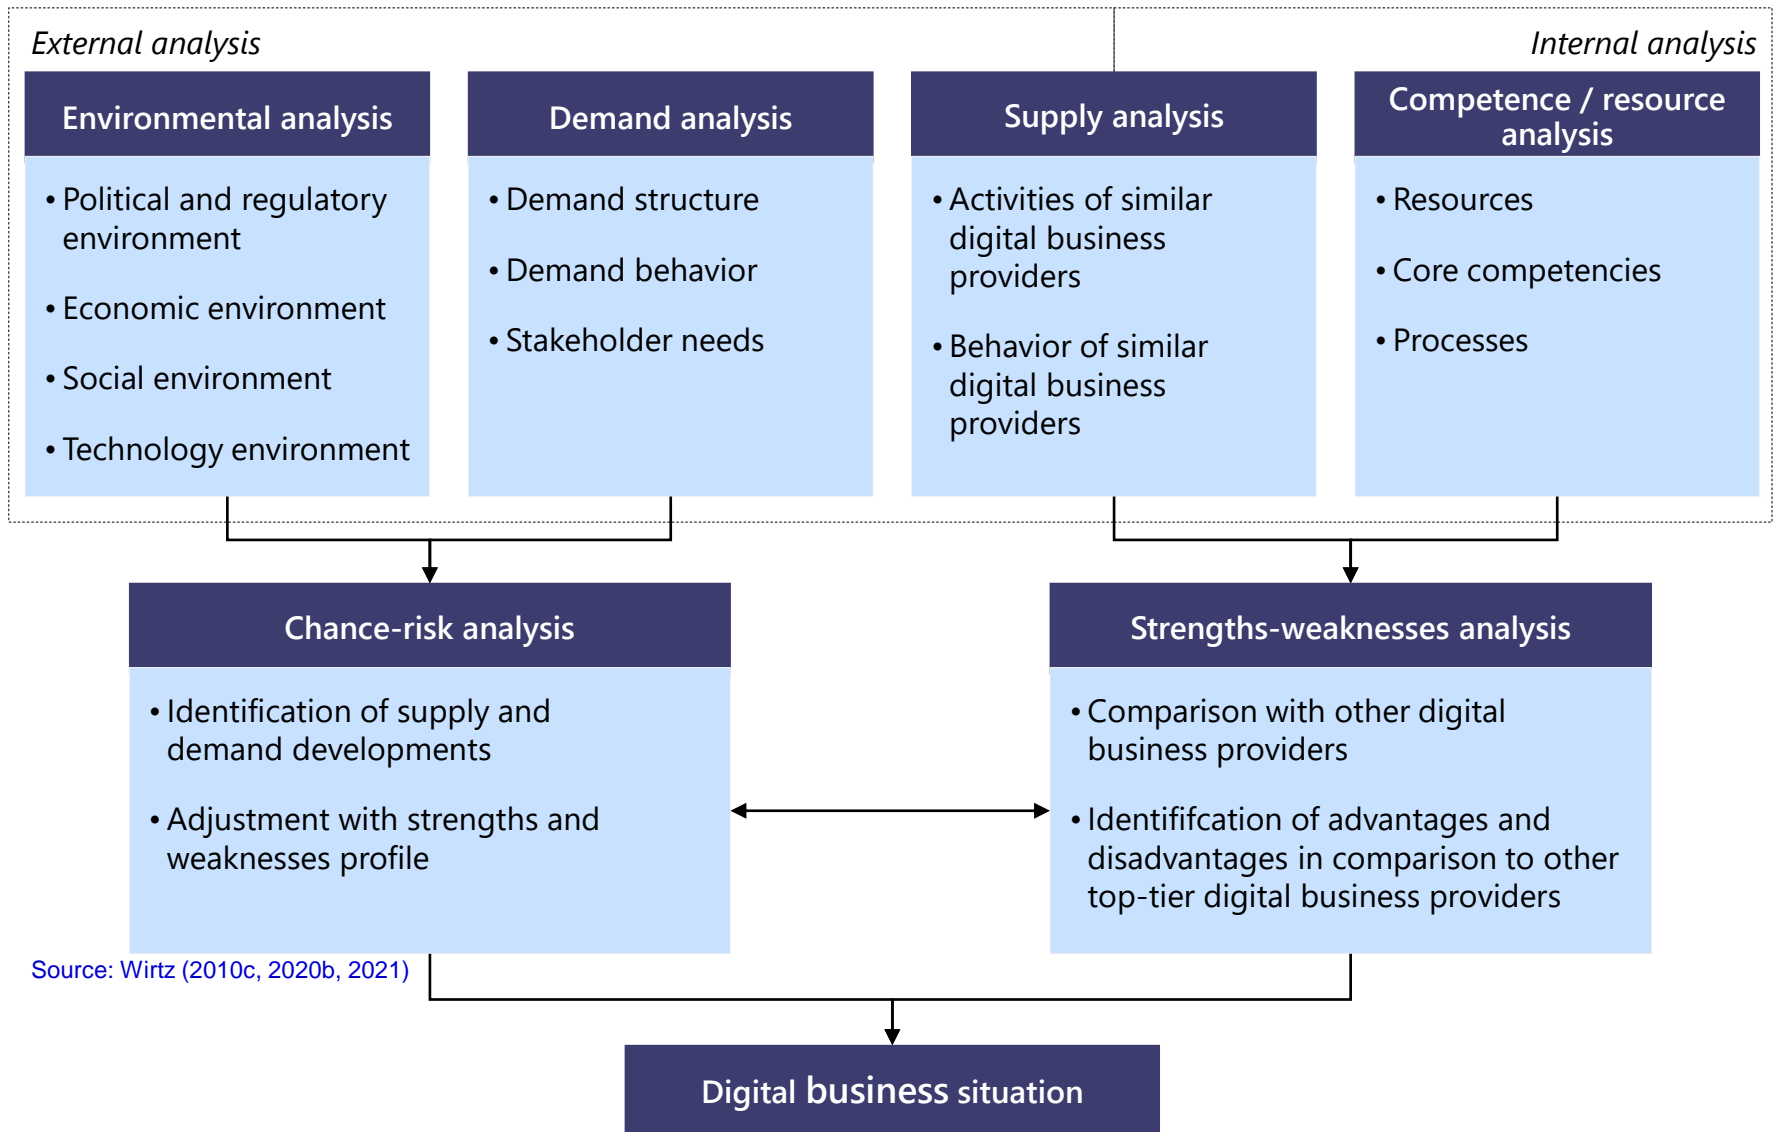 External analysis
Internal analysis
Environmental analysis
• Political and regulatory
environment
• Economic environment
• Social environment
• Technology environment
Demand analysis
• Demand structure
• Demand behavior
• Stakeholder needs
Supply analysis
• Activities of similar
digital business
providers
• Behavior of similar
digital business
providers
Competence / resource
analysis
• Resources
• Core competencies
• Processes
Chance-risk analysis
• Identification of supply and
demand developments
• Adjustment with strengths and
weaknesses profile
Strengths-weaknesses analysis
• Comparison with other digital
business providers
• Identififcation of advantages and
disadvantages in comparison to other
top-tier digital business providers
Source: Wirtz (2010c, 2020b, 2021)
Digital business situation